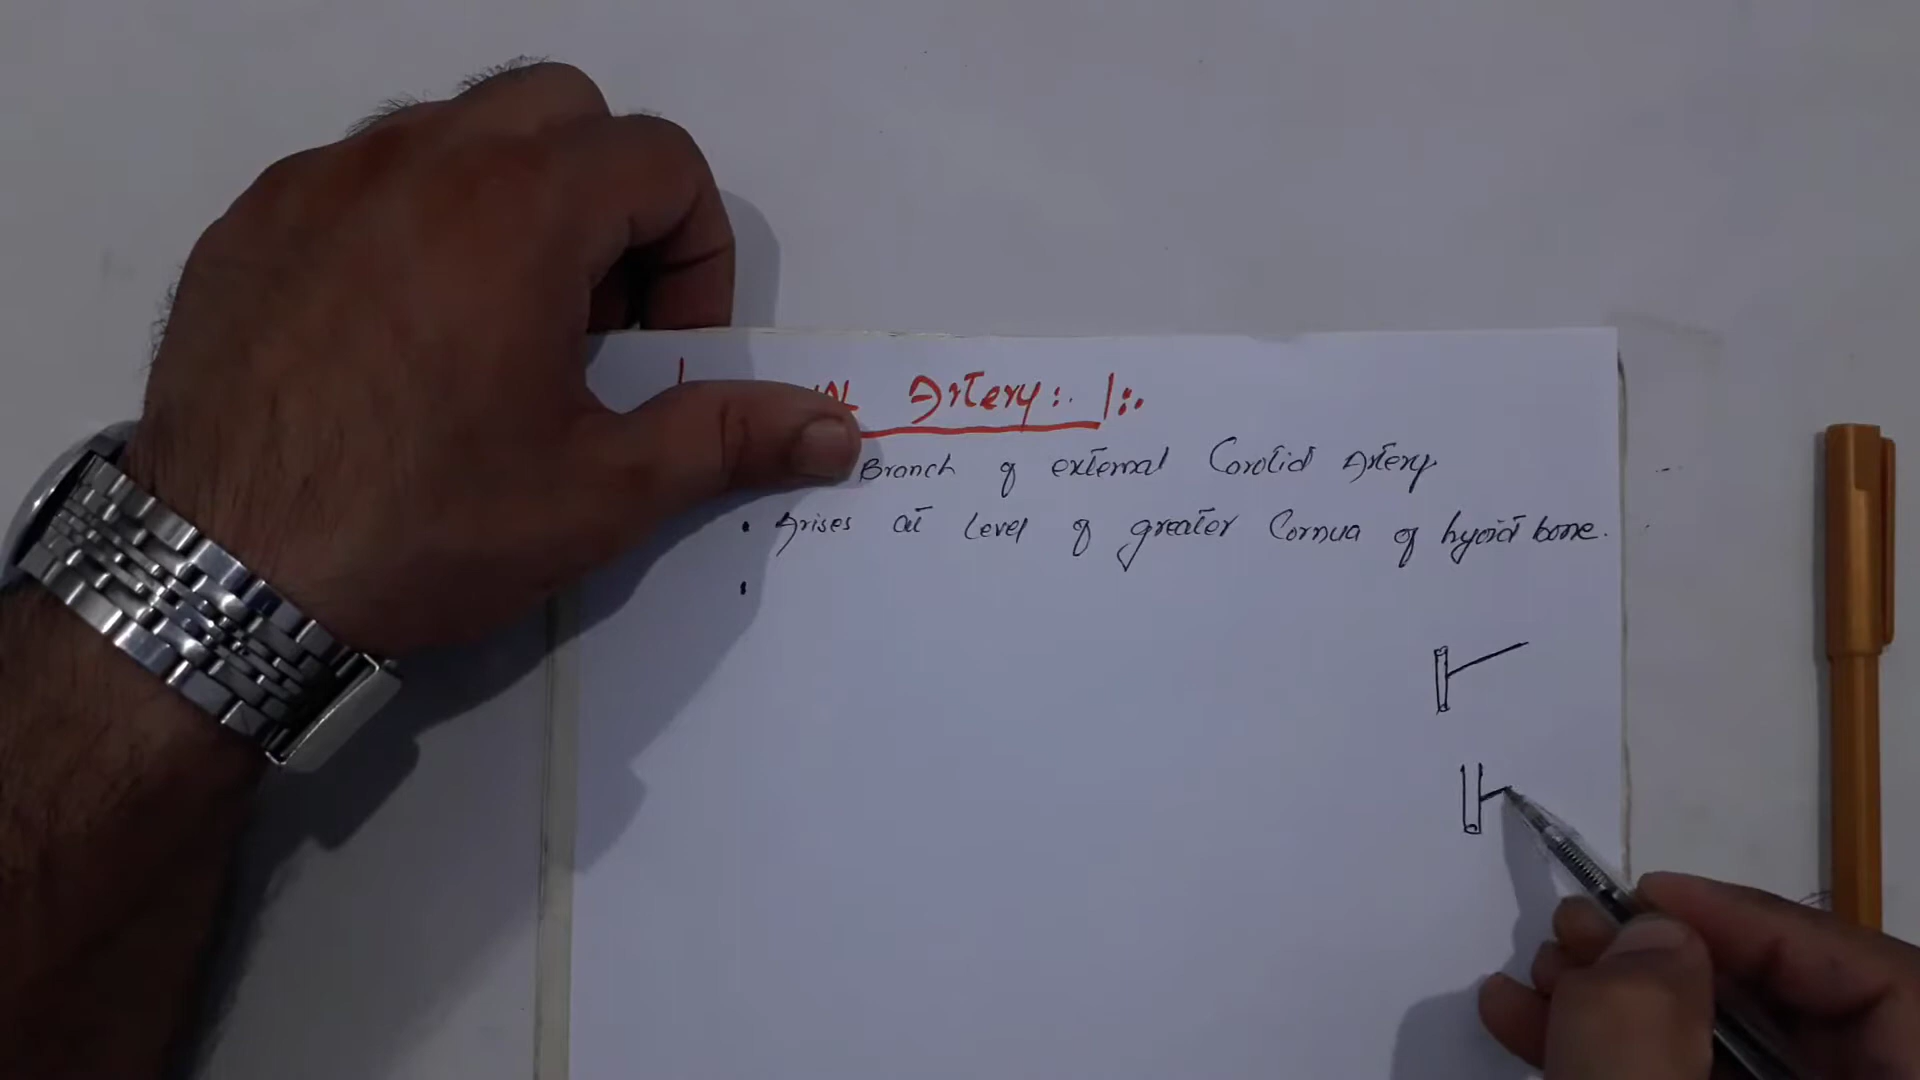 Artery:. |:.
Branch of external Carotid Artery
• Arises at Level of greater Cornua of hyoid bone.
•